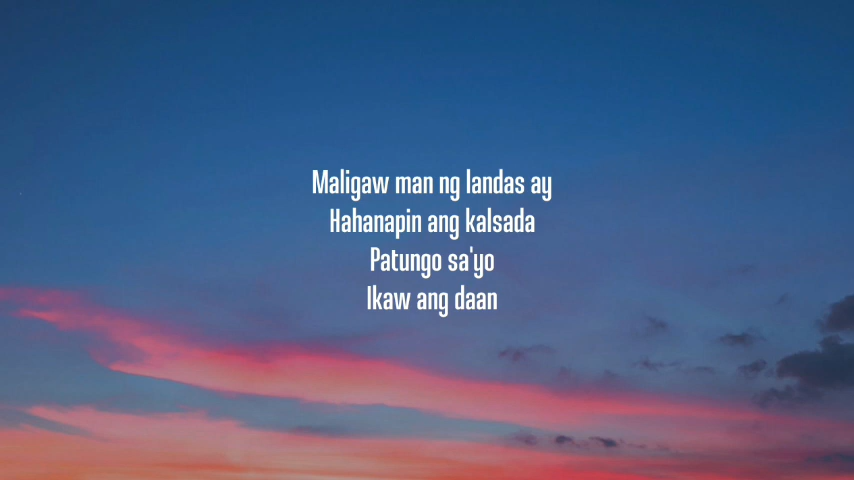 Maligaw man ng landas ay
Hahanapin ang kalsada
Patungo sa'yo
Ikaw ang daan